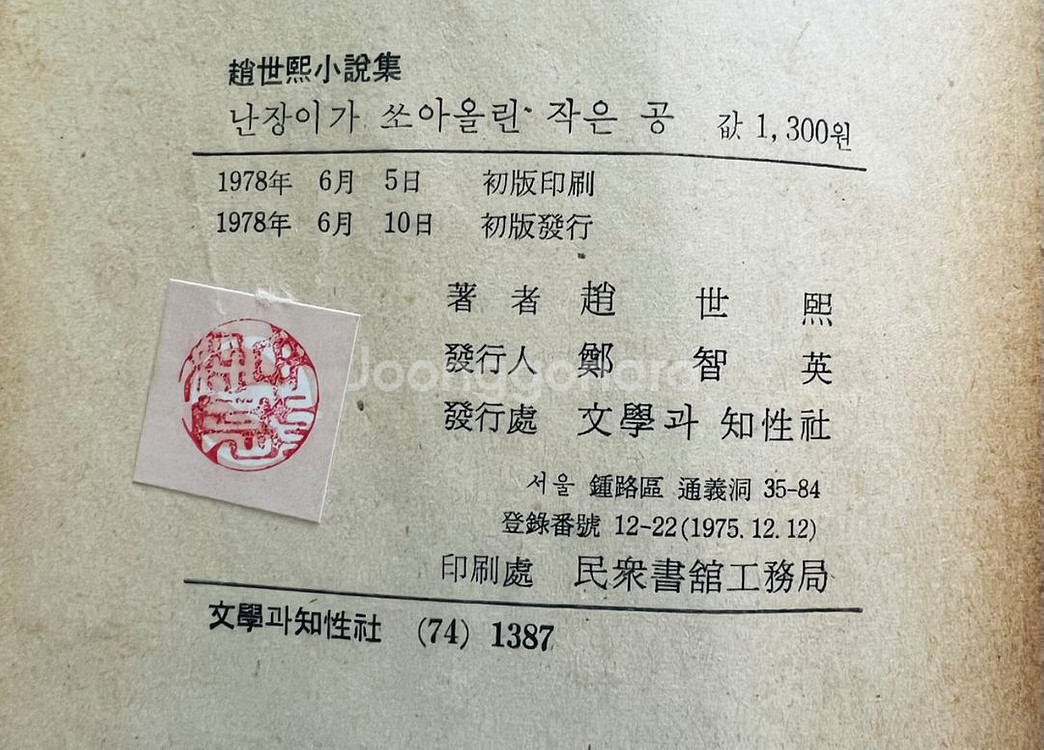 趙世熙小說集
난장이가 쏘아올린 작은 공 값 1,300원
1978年 6月 5日 初版印刷
1978年 6月 10日 初版發行
著者 趙世熙
發行人 鄭智英
發行處 文學과 知性社
서울 鍾路區 通義洞 35-84
登錄番號 12-22(1975.12.12)
印刷處 民衆書舘工務局
文學과知性社 (74) 1387